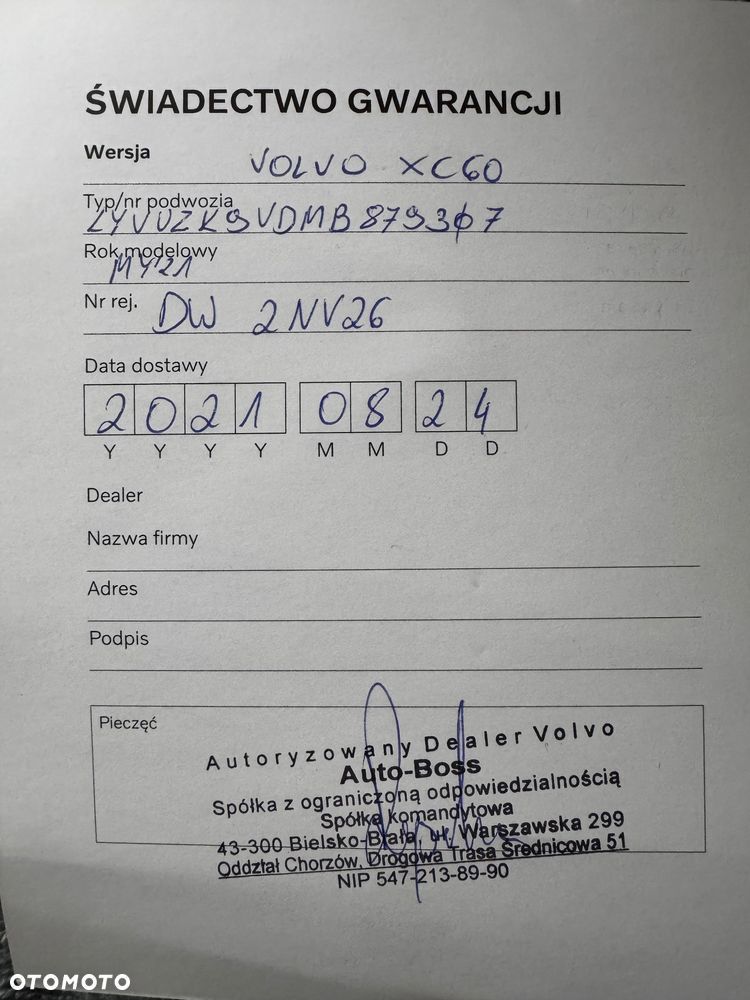 ŚWIADECTWO GWARANCJI
Wersja VOLVO XC60
Typ/nr podwozia
LYVUZK9VDMB879307
Rok modelowy
MY21
Nr rej. DW 2NV26
Data dostawy
2021 08 24
Y Y Y Y M M D D
Dealer
Nazwa firmy
Adres
Podpis
Pieczęć
Autoryzowany Dealer Volvo
Auto-Boss
Spółka z ograniczoną odpowiedzialnością
Spółka komandytowa
43-300 Bielsko-Biała, ul. Warszawska 299
Oddział Chorzów, Drogowa Trasa Średnicowa 51
NIP 547-213-89-90
OTOMOTO